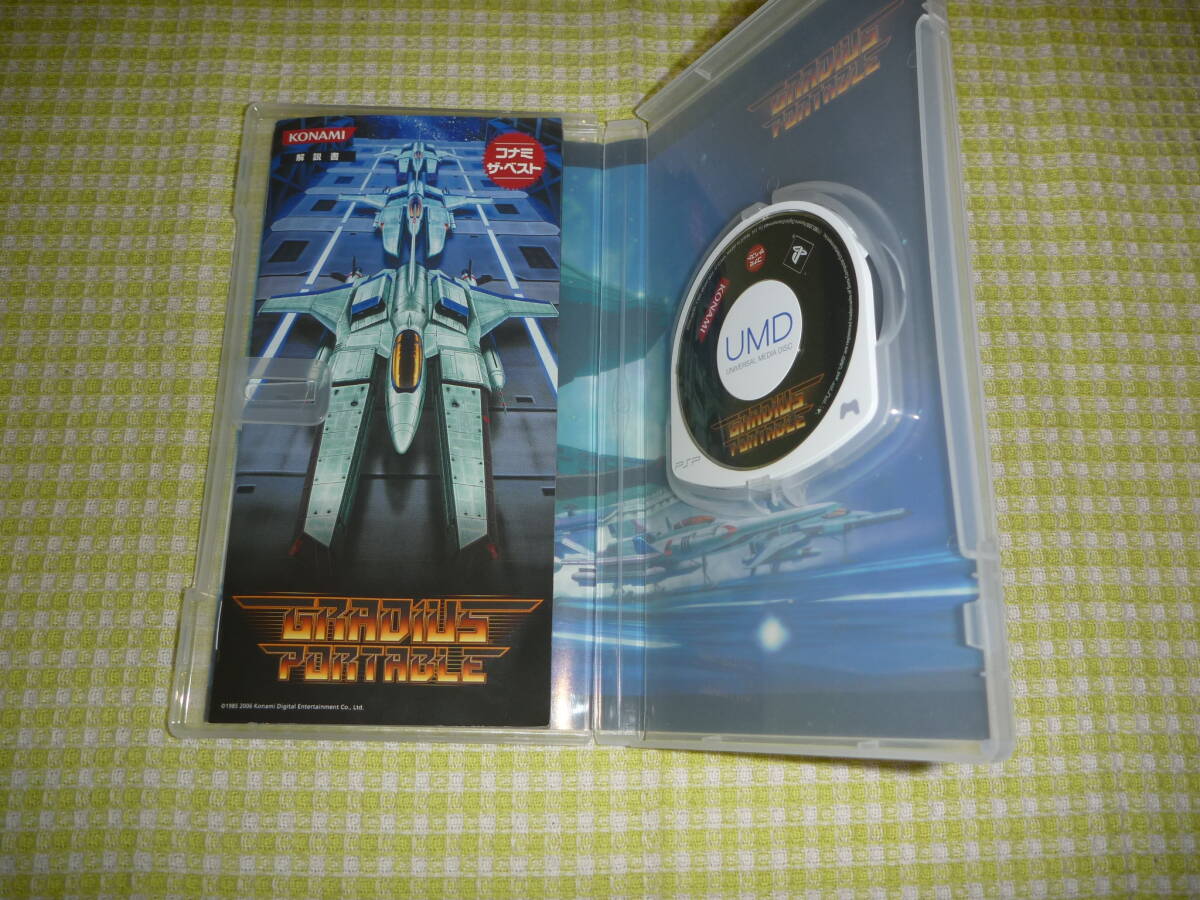 KONAMI
解説書
コナミ
ザ・ベスト
GRADIUS
PORTABLE
©1985 2006 Konami Digital Entertainment Co., Ltd.
GRADIUS
PORTABLE
KONAMI
UMD
UNIVERSAL MEDIA DISC
GRADIUS
PORTABLE
PSP